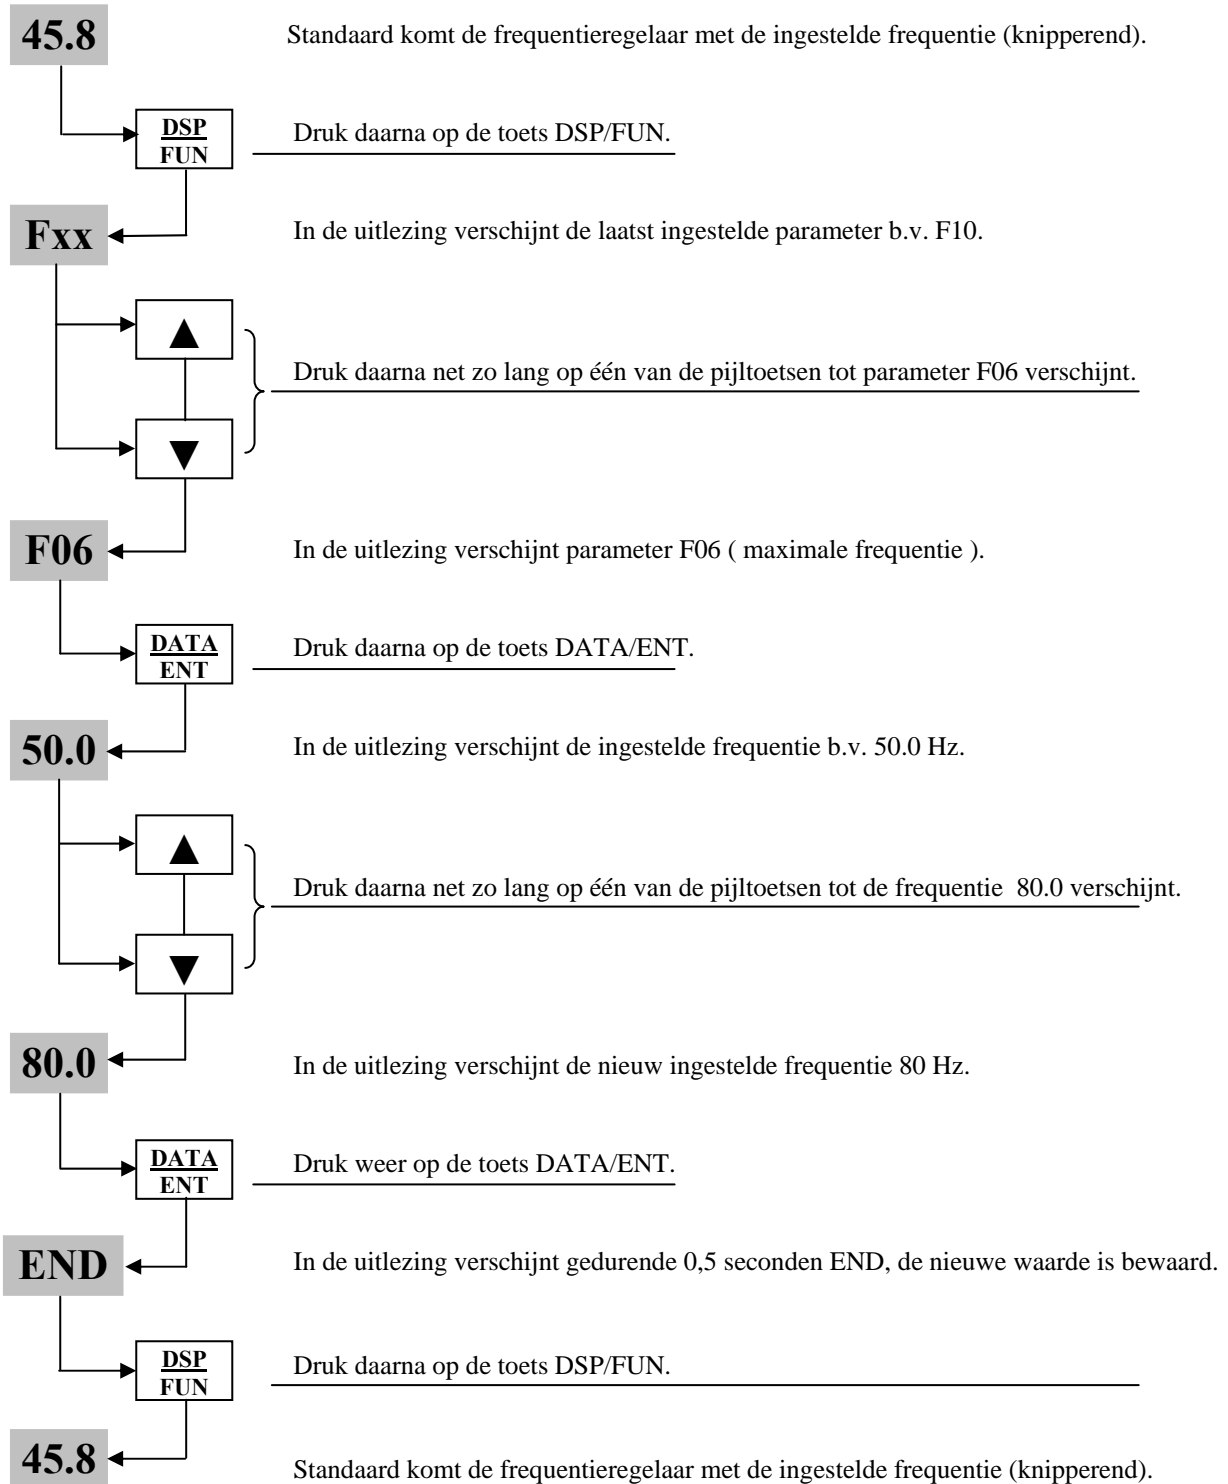 45.8
Standaard komt de frequentieregelaar met de ingestelde frequentie (knipperend).
DSP
FUN
Druk daarna op de toets DSP/FUN.
Fxx
In de uitlezing verschijnt de laatst ingestelde parameter b.v. F10.
▲
Druk daarna net zo lang op één van de pijltoetsen tot parameter F06 verschijnt.
▼
F06
In de uitlezing verschijnt parameter F06 ( maximale frequentie ).
DATA
ENT
Druk daarna op de toets DATA/ENT.
50.0
In de uitlezing verschijnt de ingestelde frequentie b.v. 50.0 Hz.
▲
Druk daarna net zo lang op één van de pijltoetsen tot de frequentie  80.0 verschijnt.
▼
80.0
In de uitlezing verschijnt de nieuw ingestelde frequentie 80 Hz.
DATA
ENT
Druk weer op de toets DATA/ENT.
END
In de uitlezing verschijnt gedurende 0,5 seconden END, de nieuwe waarde is bewaard.
DSP
FUN
Druk daarna op de toets DSP/FUN.
45.8
Standaard komt de frequentieregelaar met de ingestelde frequentie (knipperend).